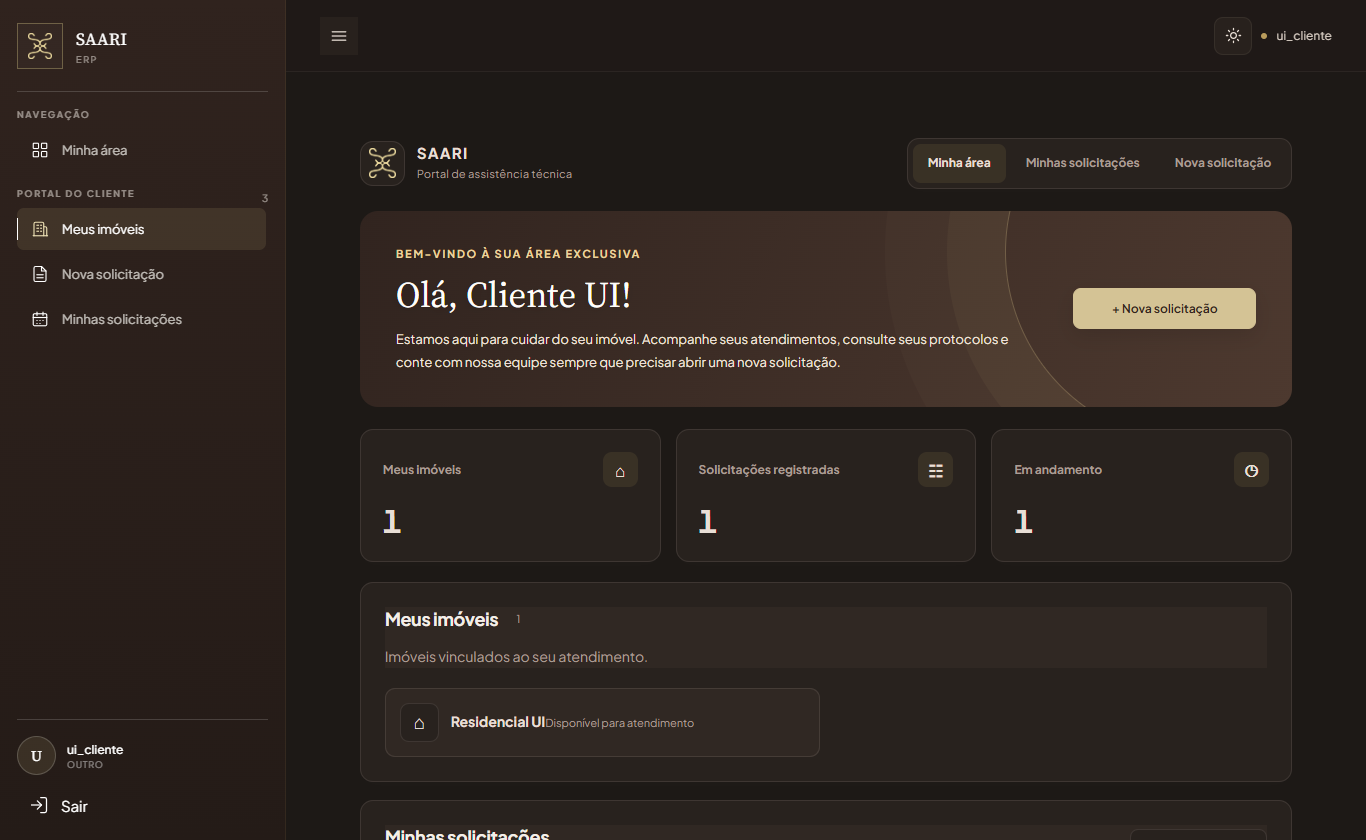 SAARI
ERP
NAVEGAÇÃO
Minha área
PORTAL DO CLIENTE
3
Meus imóveis
Nova solicitação
Minhas solicitações
U
ui_cliente
OUTRO
Sair
ui_cliente
SAARI
Portal de assistência técnica
Minha área
Minhas solicitações
Nova solicitação
BEM-VINDO À SUA ÁREA EXCLUSIVA
Olá, Cliente UI!
Estamos aqui para cuidar do seu imóvel. Acompanhe seus atendimentos, consulte seus protocolos e
conte com nossa equipe sempre que precisar abrir uma nova solicitação.
+ Nova solicitação
Meus imóveis
1
Solicitações registradas
1
Em andamento
1
Meus imóveis 1
Imóveis vinculados ao seu atendimento.
Residencial UIDisponível para atendimento
Minhas solicitações